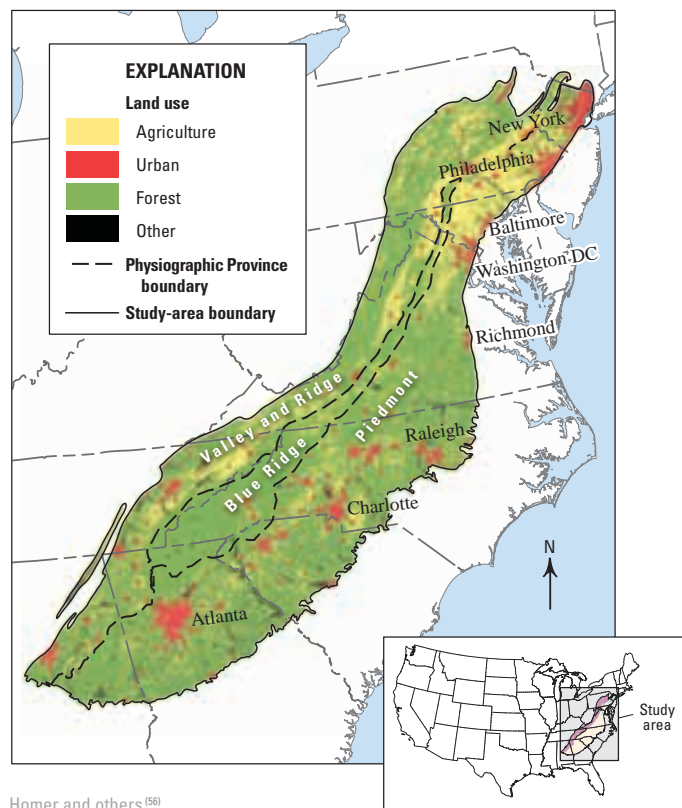 EXPLANATION
Land use
Agriculture
Urban
Forest
Other
Physiographic Province
boundary
Study-area boundary
New York
Philadelphia
Baltimore
Washington DC
Richmond
Valley and Ridge
Blue Ridge
Piedmont
Raleigh
Charlotte
Atlanta
N
Study
area
Homer and others (56)